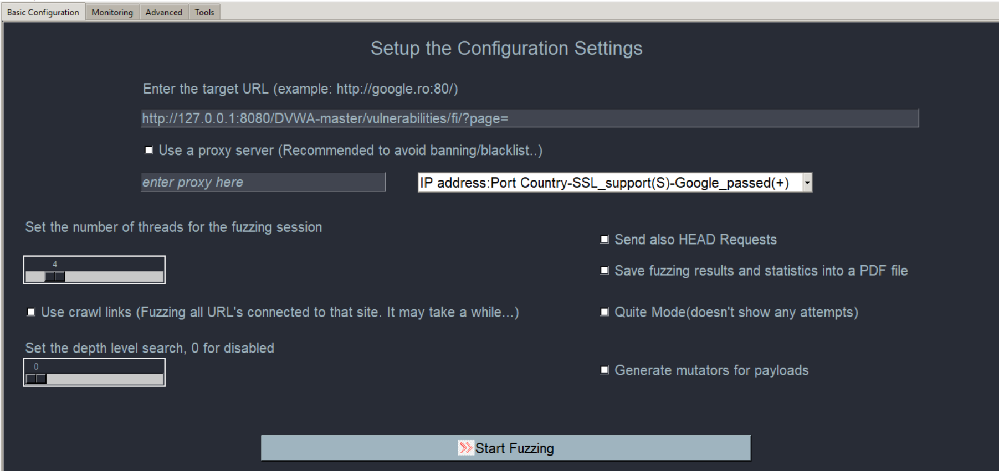 Basic Configuration Monitoring Advanced Tools
Setup the Configuration Settings
Enter the target URL (example: http://google.ro:80/)
http://127.0.0.1:8080/DVWA-master/vulnerabilities/fi/?page=
Use a proxy server (Recommended to avoid banning/blacklist..)
enter proxy here
IP address:Port Country-SSL_support(S)-Google_passed(+)
Set the number of threads for the fuzzing session
4
Send also HEAD Requests
Save fuzzing results and statistics into a PDF file
Use crawl links (Fuzzing all URL's connected to that site. It may take a while...)
Quite Mode(doesn't show any attempts)
Set the depth level search, 0 for disabled
0
Generate mutators for payloads
Start Fuzzing